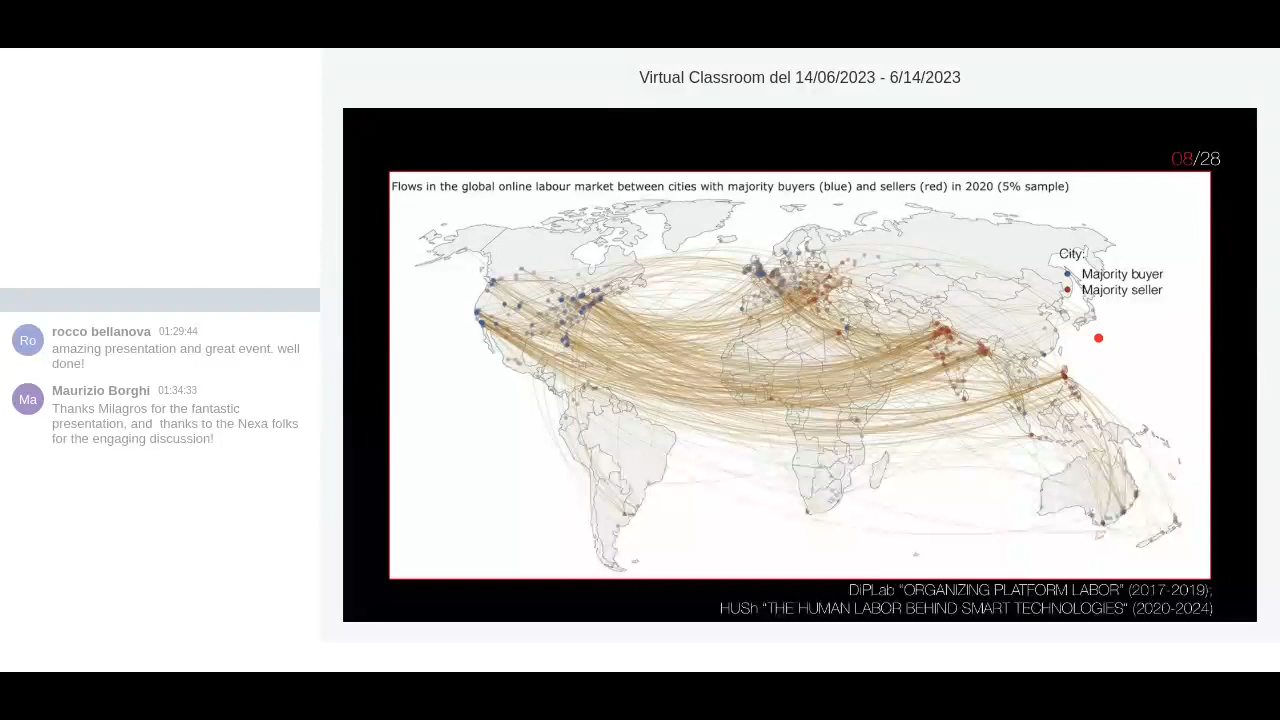 Virtual Classroom del 14/06/2023 - 6/14/2023
08/28
Flows in the global online labour market between cities with majority buyers (blue) and sellers (red) in 2020 (5% sample)
City:
Majority buyer
Majority seller
DiPLab “ORGANIZING PLATFORM LABOR” (2017-2019);
HUSh “THE HUMAN LABOR BEHIND SMART TECHNOLOGIES” (2020-2024)
Ro
rocco bellanova 01:29:44
amazing presentation and great event. well
done!
Ma
Maurizio Borghi 01:34:33
Thanks Milagros for the fantastic
presentation, and  thanks to the Nexa folks
for the engaging discussion!